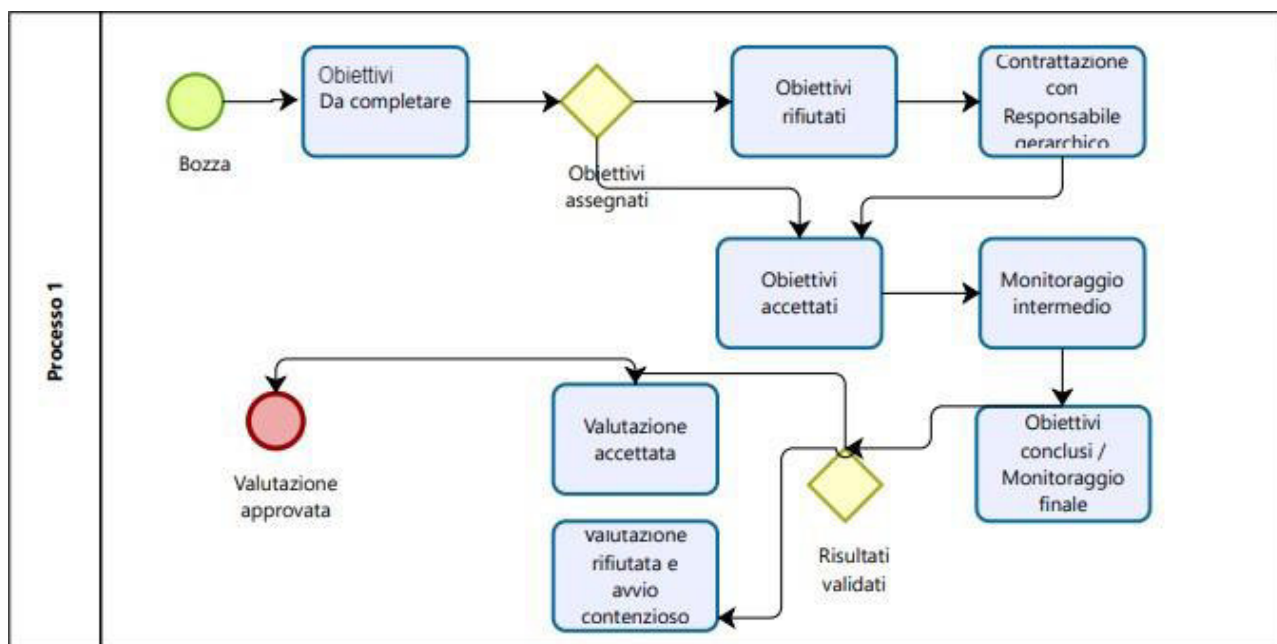 Processo 1
Bozza
Obiettivi
Da completare
Obiettivi
assegnati
Obiettivi
rifiutati
Contrattazione
con
Responsabile
gerarchico
Obiettivi
accettati
Monitoraggio
intermedio
Valutazione
approvata
Valutazione
accettata
Valutazione
rifiutata e
avvio
contenzioso
Risultati
validati
Obiettivi
conclusi /
Monitoraggio
finale